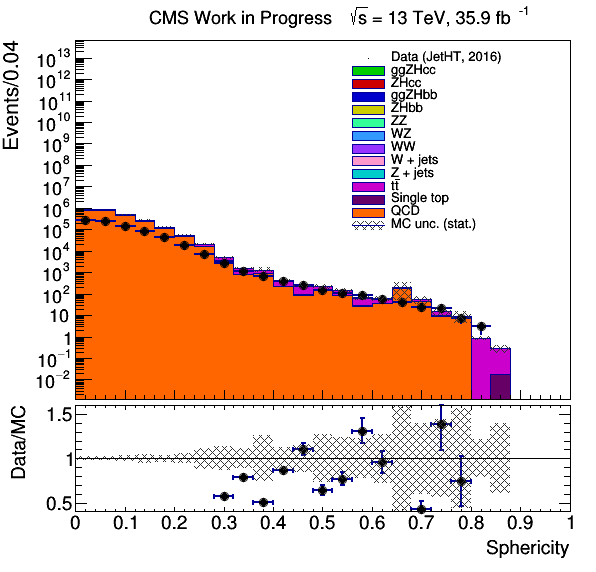 CMS Work in Progress √s = 13 TeV, 35.9 fb⁻¹
Events/0.04
10¹³
10¹²
10¹¹
10¹⁰
10⁹
10⁸
10⁷
10⁶
10⁵
10⁴
10³
10²
10
1
10⁻¹
10⁻²
Data (JetHT, 2016)
ggZHcc
ZHcc
ggZHbb
ZHbb
ZZ
WZ
WW
W + jets
Z + jets
tt̄
Single top
QCD
MC unc. (stat.)
Data/MC
1.5
1
0.5
0 0.1 0.2 0.3 0.4 0.5 0.6 0.7 0.8 0.9 1
Sphericity